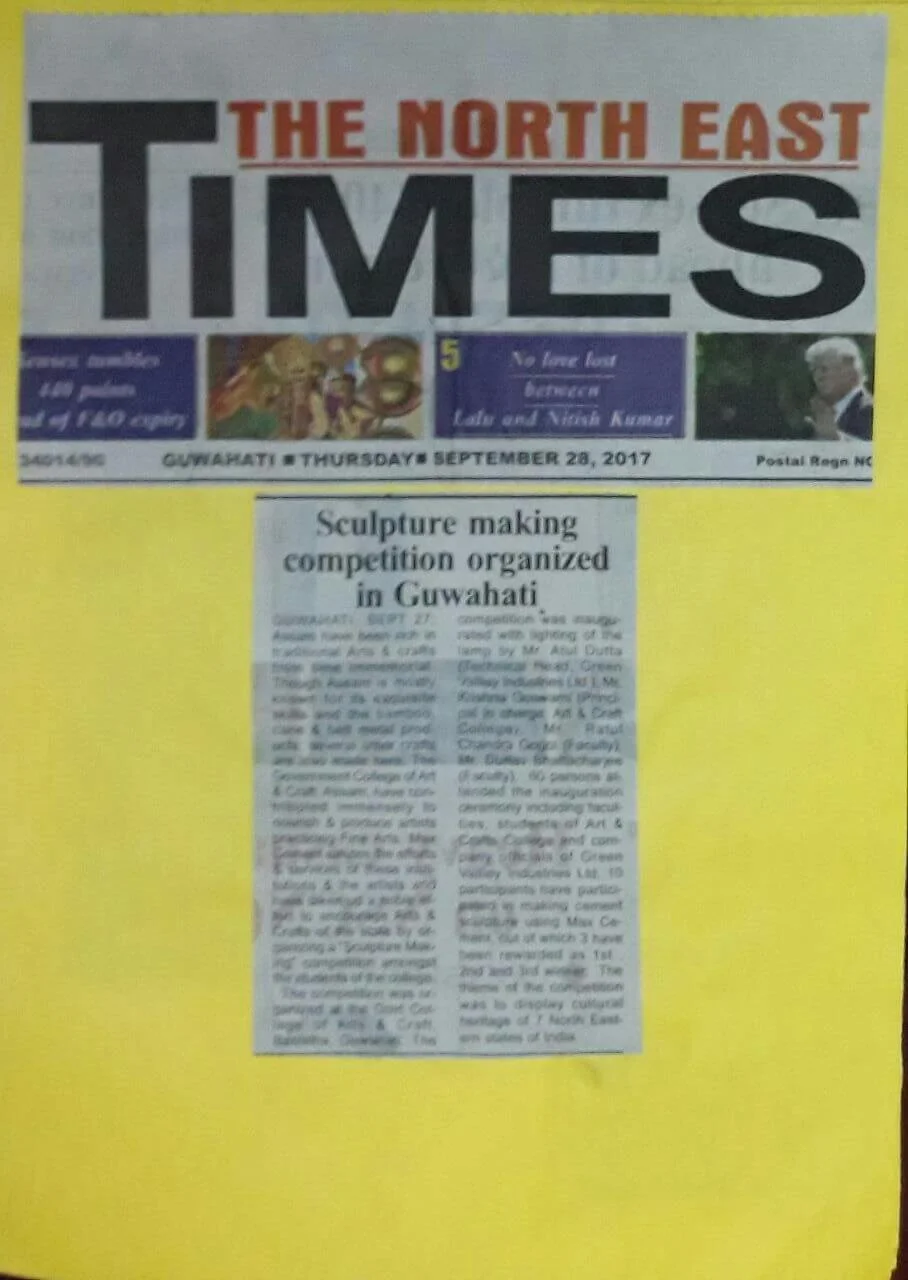 THE NORTH EAST
TIMES
Sensex tumbles
440 points
of F&O expiry
5
No love lost
between
Lalu and Nitish Kumar
GUWAHATI ■ THURSDAY ■ SEPTEMBER 28, 2017
Postal Regn NO
Sculpture making
competition organized
in Guwahati
GUWAHATI, SEPT 27:
Assam have been rich in
traditional Arts & crafts
from time immemorial.
Though Assam is mostly
known for its exquisite
skills and the bamboo,
cane & bell metal prod-
ucts, several other crafts
are also made here. The
Government College of Art
& Craft Assam, have con-
tributed immensely to
nourish & produce artists
practicing Fine Arts. Max
Cement salutes the efforts
& services of these insti-
tutions & the artists and
have
to encourage Arts &
Crafts of the state by or-
ganizing a "Sculpture Mak-
ing" competition amongst
the students of the college.
The competition was or-
ganized at the Govt Col-
lege of Arts & Craft,
Guwahati. The
competition was inaugu-
rated with lighting of the
lamp by Mr. Atul Dutta
(Technical Head, Green
Valley Industries Ltd.), Mr.
Krishna Goswami (Princi-
pal in charge, Art & Craft
College), Mr. Ratul
Chandra Gogoi (Faculty),
Mr. Bhattacharjee
(Faculty). 60 persons at-
tended the inauguration
ceremony including facul-
ties, students of Art &
Crafts College and com-
pany officials of Green
Valley Industries Ltd. 10
participants have partici-
pated in making cement
sculpture using Max Ce-
ment, out of which 3 have
been rewarded as 1st,
2nd and 3rd winner. The
theme of the competition
was to display cultural
heritage of 7 North East-
ern states of India.